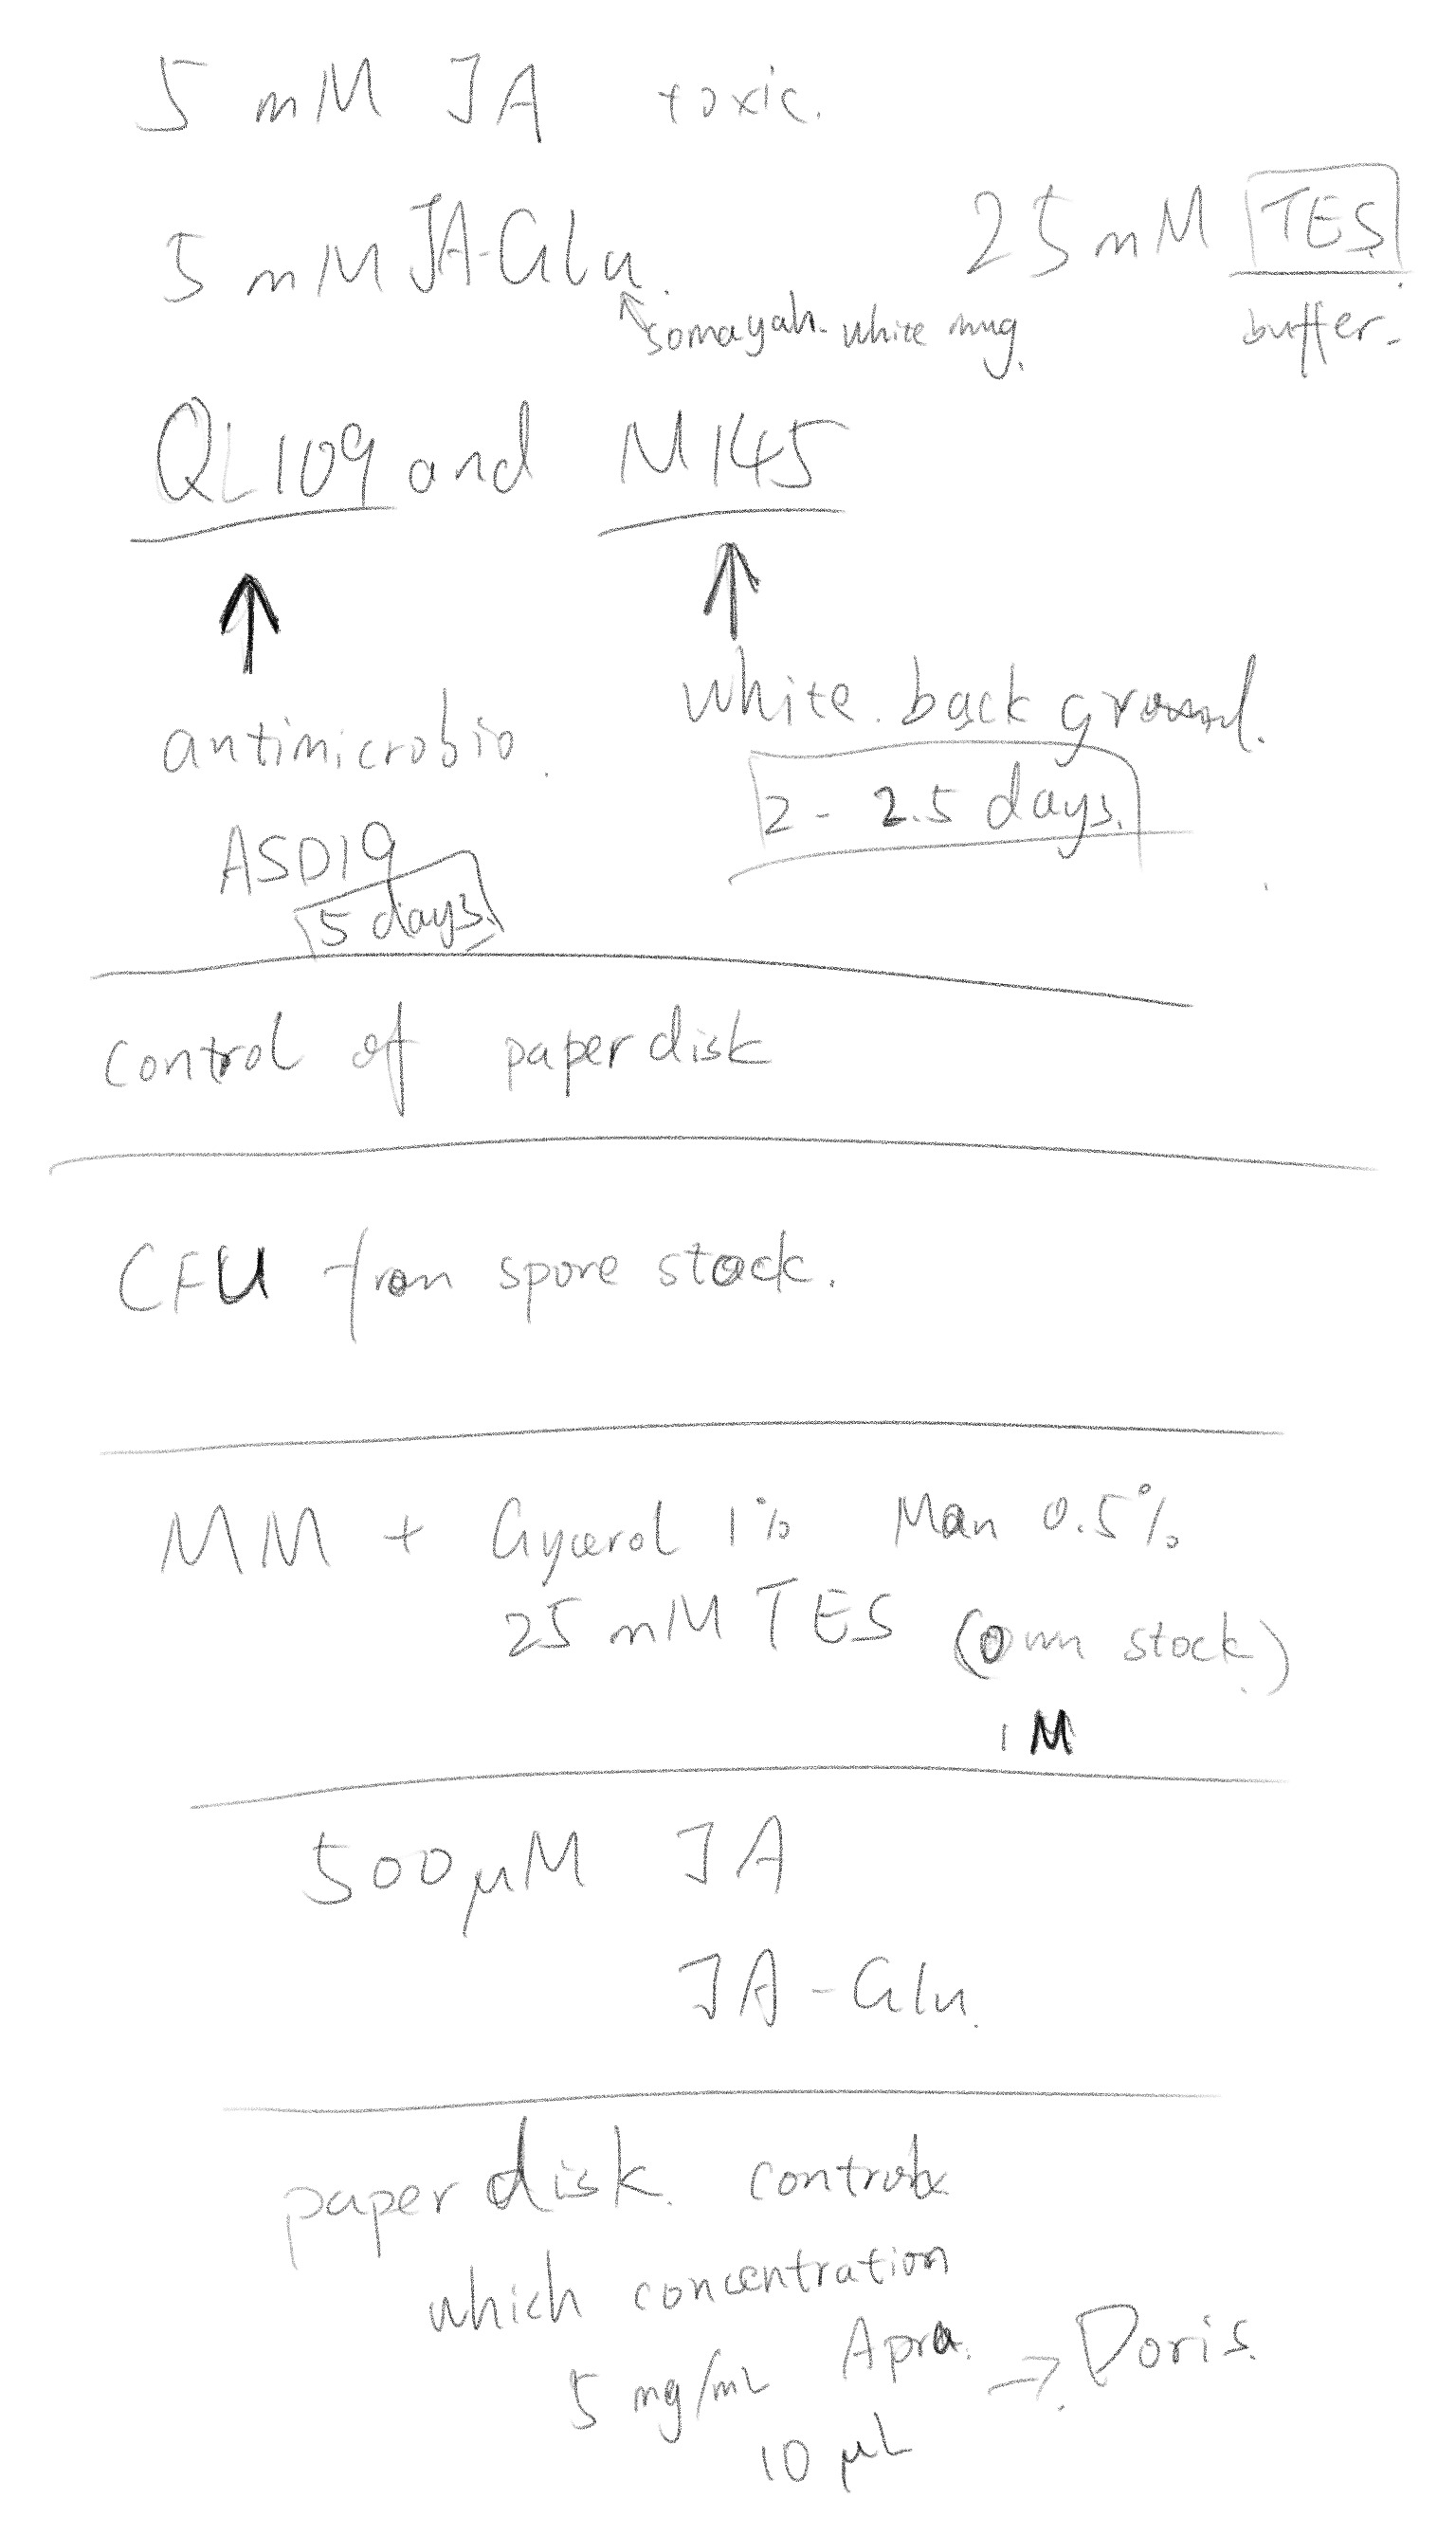 5 mM JA toxic.
5 mM JA-Glu.
25 mM TES.
buffer.
somayah. white mug.
QL109 and M145
antimicrobio.
white. back ground.
2 - 2.5 days.
ASD19
5 days.
control of paper disk
CFU from spore stock.
MM + Glycerol 1% Man 0.5%
25 mM TES (own stock.)
1 M
500 µM JA
JA-Glu.
paper disk. control
which concentration
Apra. → Doris.
5 mg/mL
10 µL